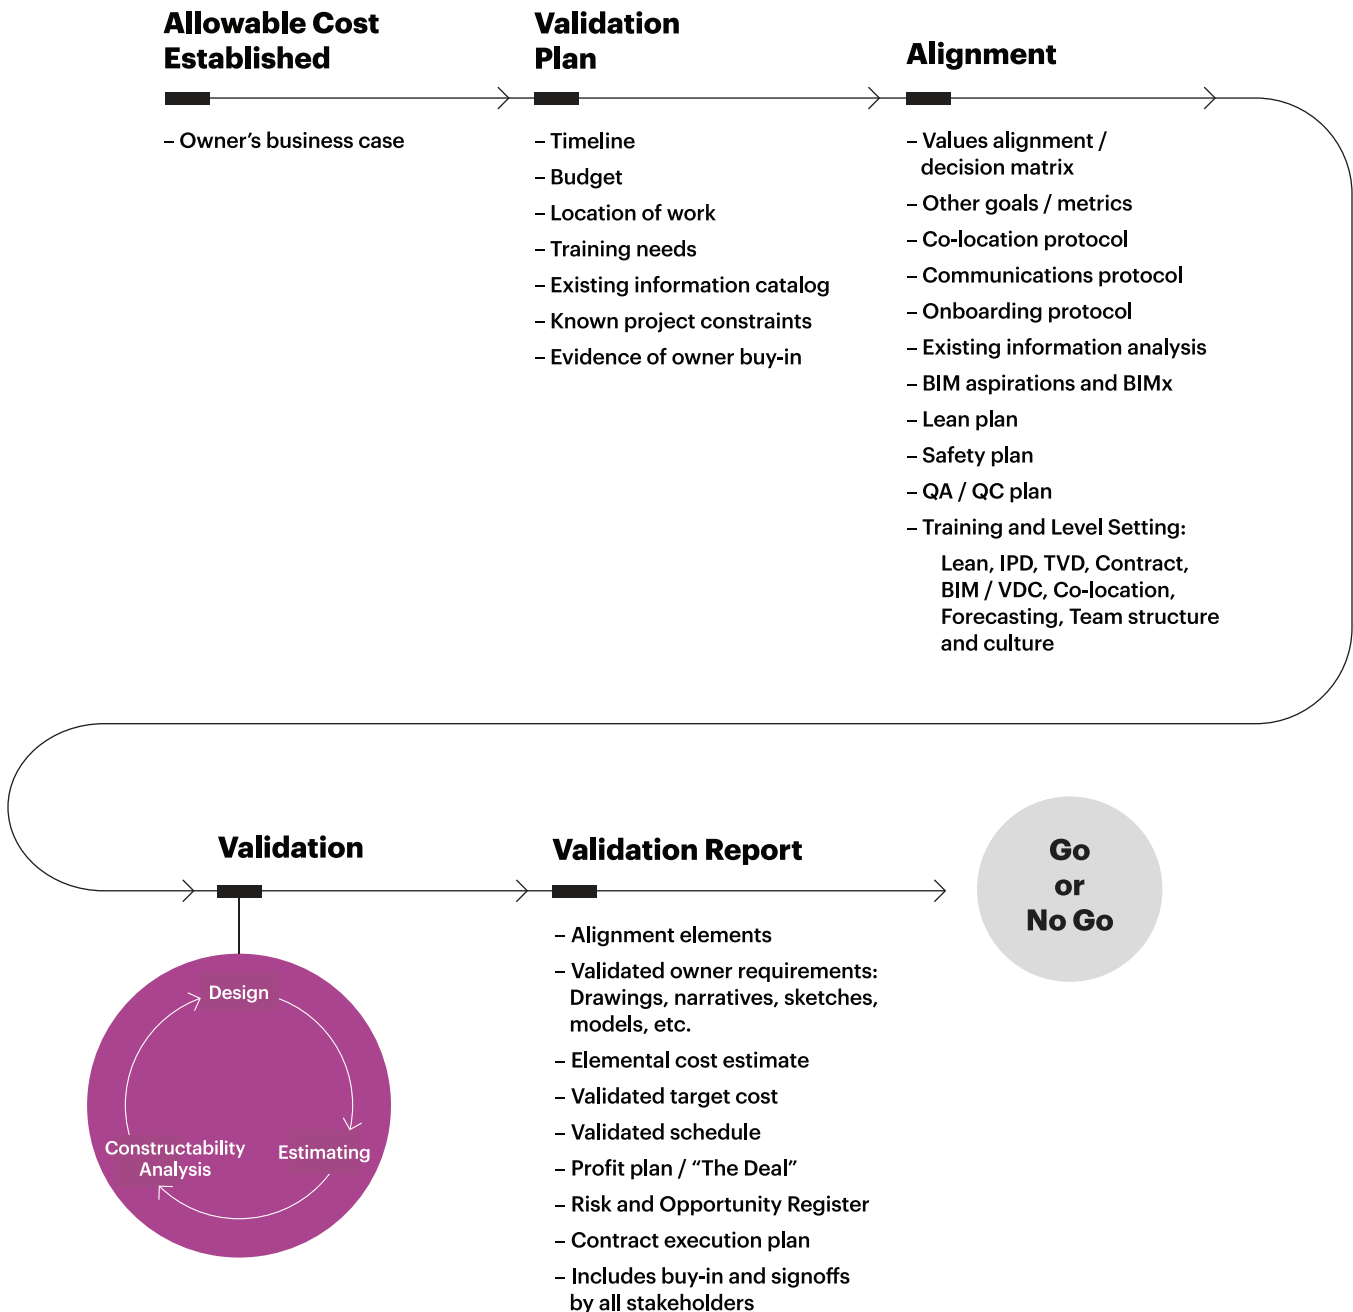 Allowable Cost
Established
– Owner’s business case
Validation
Plan
– Timeline
– Budget
– Location of work
– Training needs
– Existing information catalog
– Known project constraints
– Evidence of owner buy-in
Alignment
– Values alignment /
decision matrix
– Other goals / metrics
– Co-location protocol
– Communications protocol
– Onboarding protocol
– Existing information analysis
– BIM aspirations and BIMx
– Lean plan
– Safety plan
– QA / QC plan
– Training and Level Setting:
Lean, IPD, TVD, Contract,
BIM / VDC, Co-location,
Forecasting, Team structure
and culture
Validation
Design
Estimating
Constructability
Analysis
Validation Report
– Alignment elements
– Validated owner requirements:
Drawings, narratives, sketches,
models, etc.
– Elemental cost estimate
– Validated target cost
– Validated schedule
– Profit plan / “The Deal”
– Risk and Opportunity Register
– Contract execution plan
– Includes buy-in and signoffs
by all stakeholders
Go
or
No Go